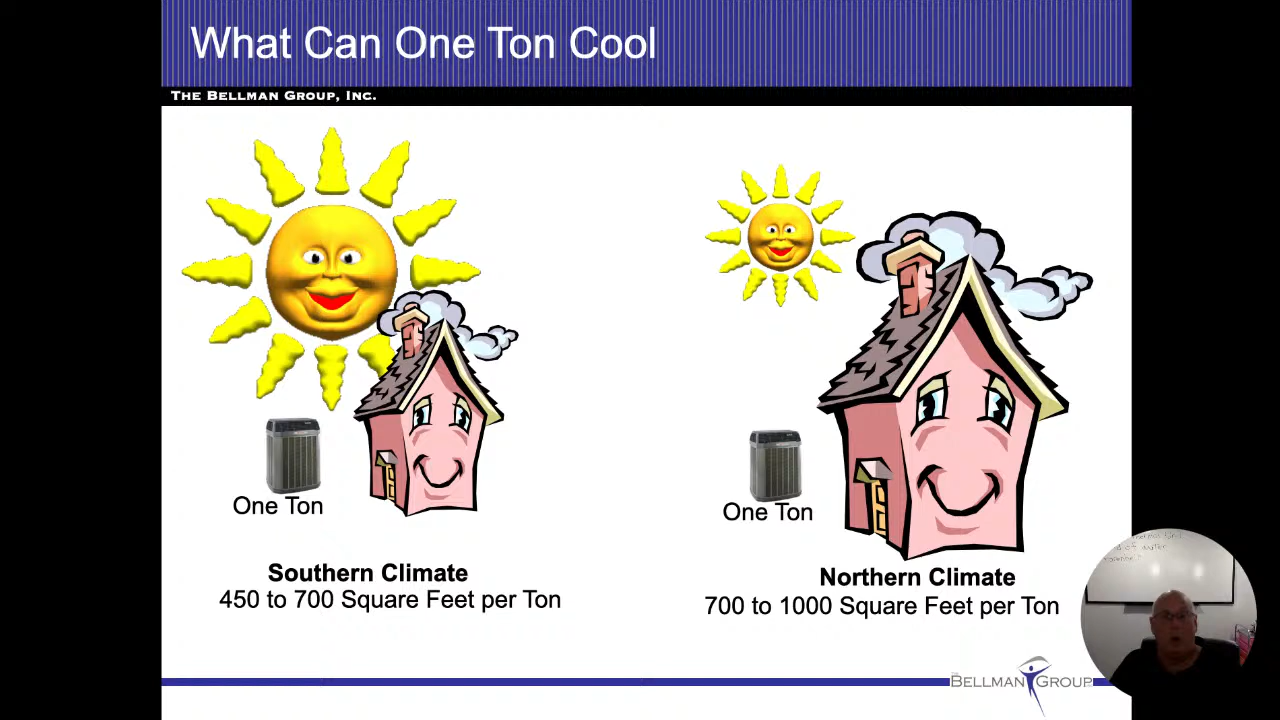 What Can One Ton Cool
THE BELLMAN GROUP, INC.
One Ton
Southern Climate
450 to 700 Square Feet per Ton
One Ton
Northern Climate
700 to 1000 Square Feet per Ton
THE BELLMAN GROUP